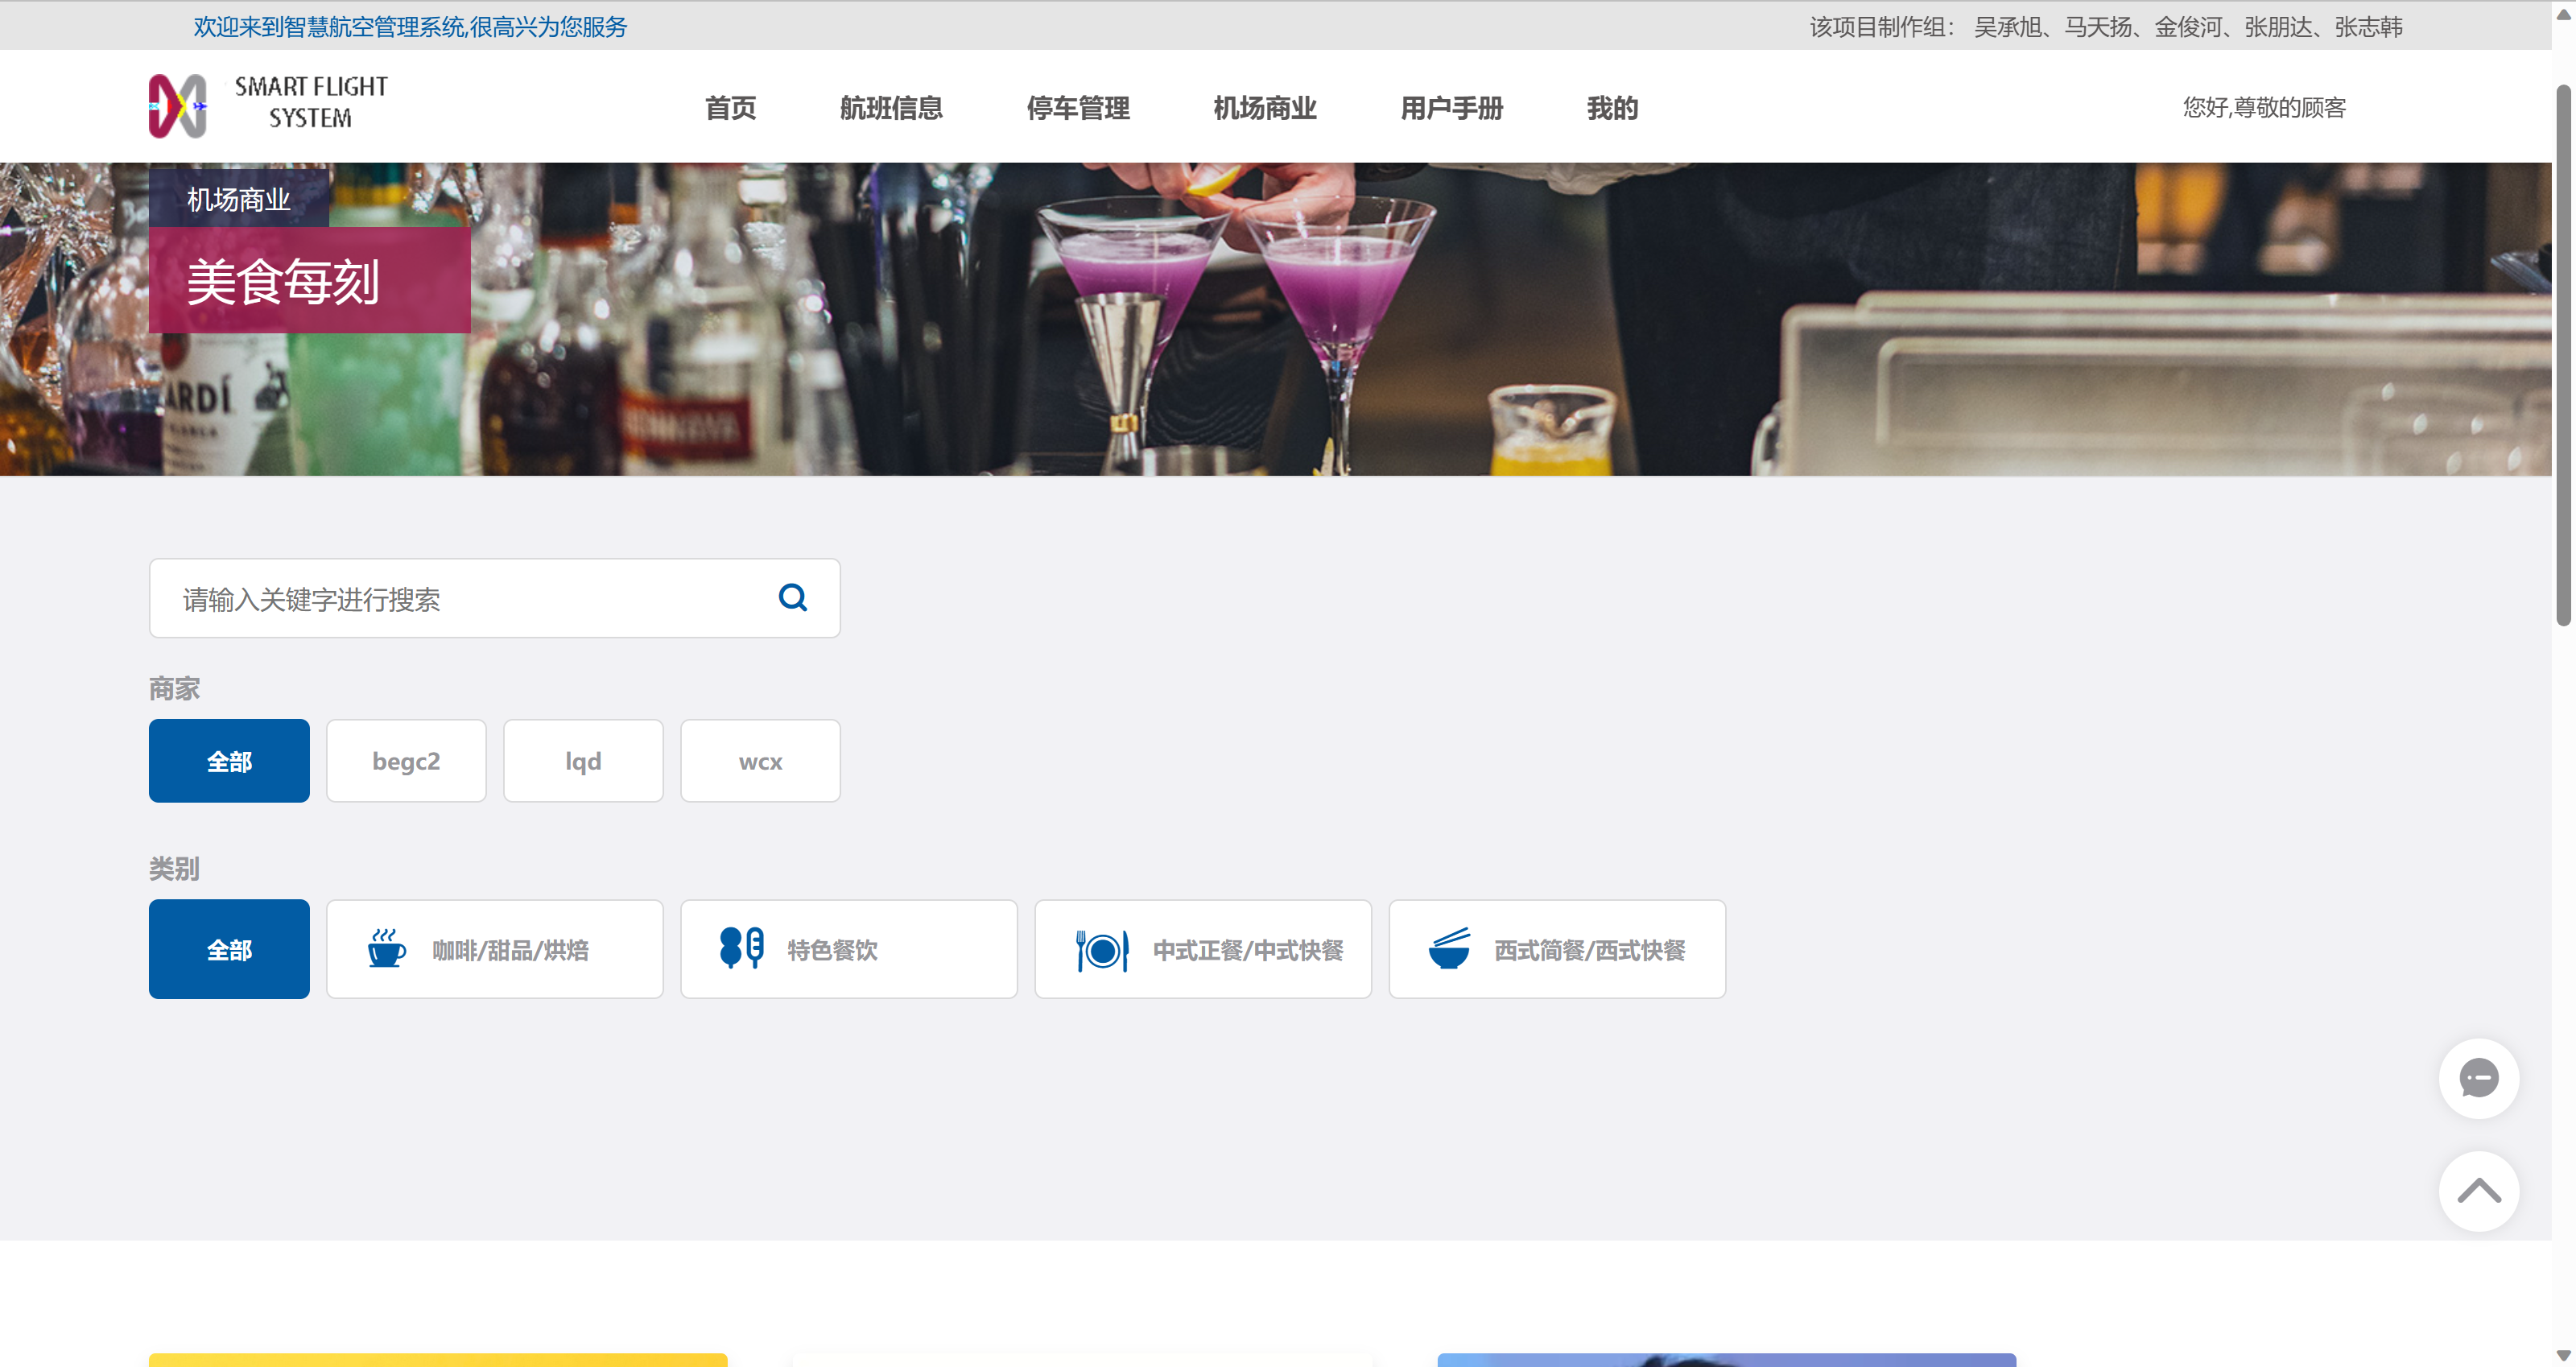 欢迎来到智慧航空管理系统,很高兴为您服务
该项目制作组： 吴承旭、马天扬、金俊河、张朋达、张志韩
SMART FLIGHT
SYSTEM
首页
航班信息
停车管理
机场商业
用户手册
我的
您好,尊敬的顾客
机场商业
美食每刻
ARDÍ
请输入关键字进行搜索
商家
全部
begc2
lqd
wcx
类别
全部
咖啡/甜品/烘焙
特色餐饮
中式正餐/中式快餐
西式简餐/西式快餐